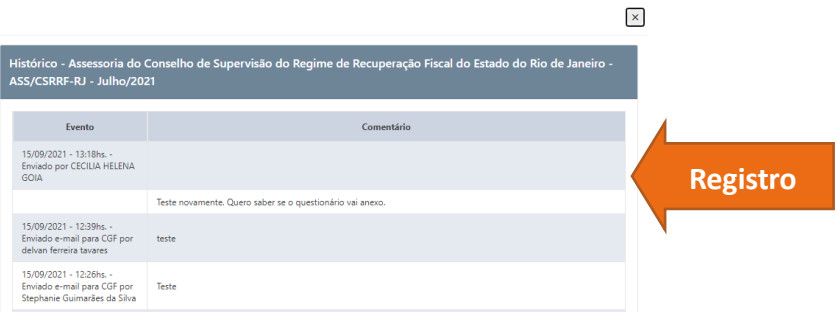 ×
Histórico - Assessoria do Conselho de Supervisão do Regime de Recuperação Fiscal do Estado do Rio de Janeiro -
ASS/CSRRF-RJ - Julho/2021
Evento
Comentário
15/09/2021 - 13:18hs. -
Enviado por CECILIA HELENA
GOIA
Teste novamente. Quero saber se o questionário vai anexo.
15/09/2021 - 12:39hs. -
Enviado e-mail para CGF por
delvan ferreira tavares
teste
15/09/2021 - 12:26hs. -
Enviado e-mail para CGF por
Stephanie Guimarães da Silva
Teste
Registro